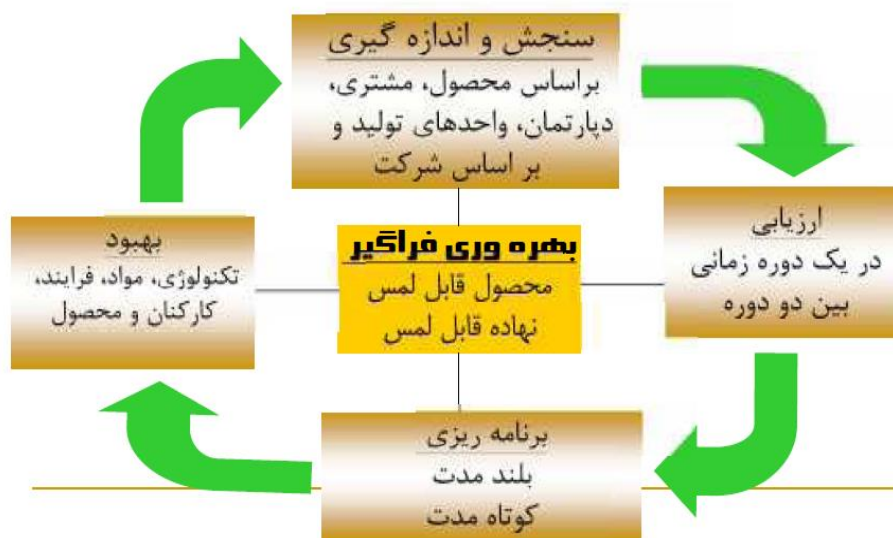 سنجش و اندازه گیری
براساس محصول، مشتری،
دپارتمان، واحدهای تولید و
بر اساس شرکت
ارزیابی
در یک دوره زمانی
بین دو دوره
بهره وری فراگیر
محصول قابل لمس
نهاده قابل لمس
بهبود
تکنولوژی، مواد، فرایند،
کارکنان و محصول
برنامه ریزی
بلند مدت
کوتاه مدت